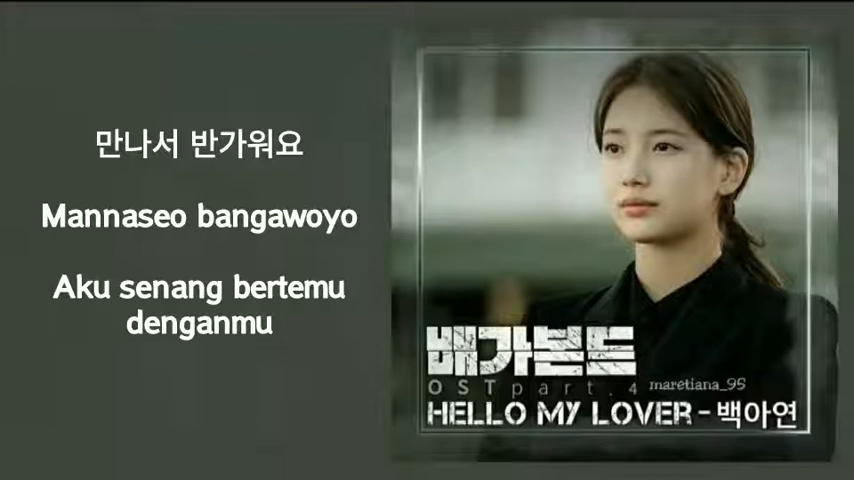 만나서 반가워요
Mannaseo bangawoyo
Aku senang bertemu
denganmu
배가본드
OST part.4
maretiana_95
HELLO MY LOVER - 백아연